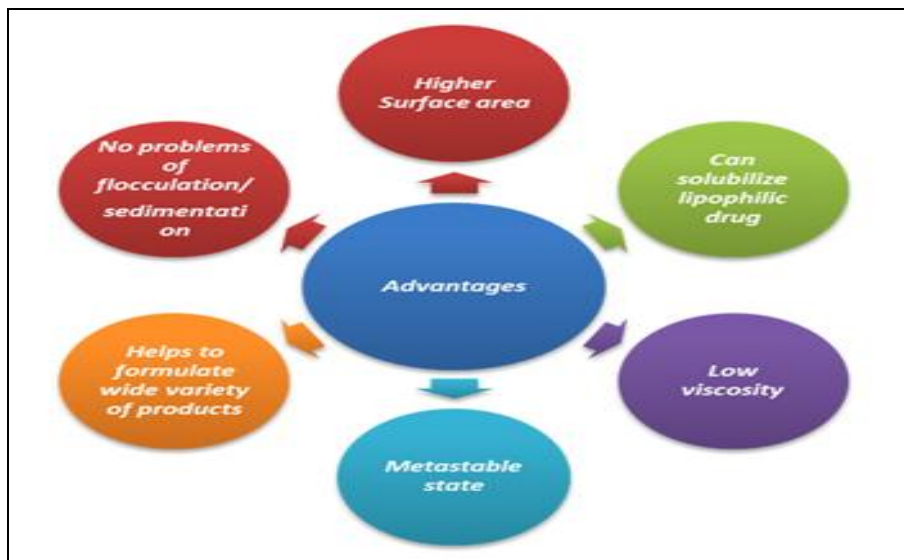 Higher
Surface area
No problems
of
flocculation/
sedimentati
on
Can
solubilize
lipophilic
drug
Advantages
Helps to
formulate
wide variety
of products
Low
viscosity
Metastable
state